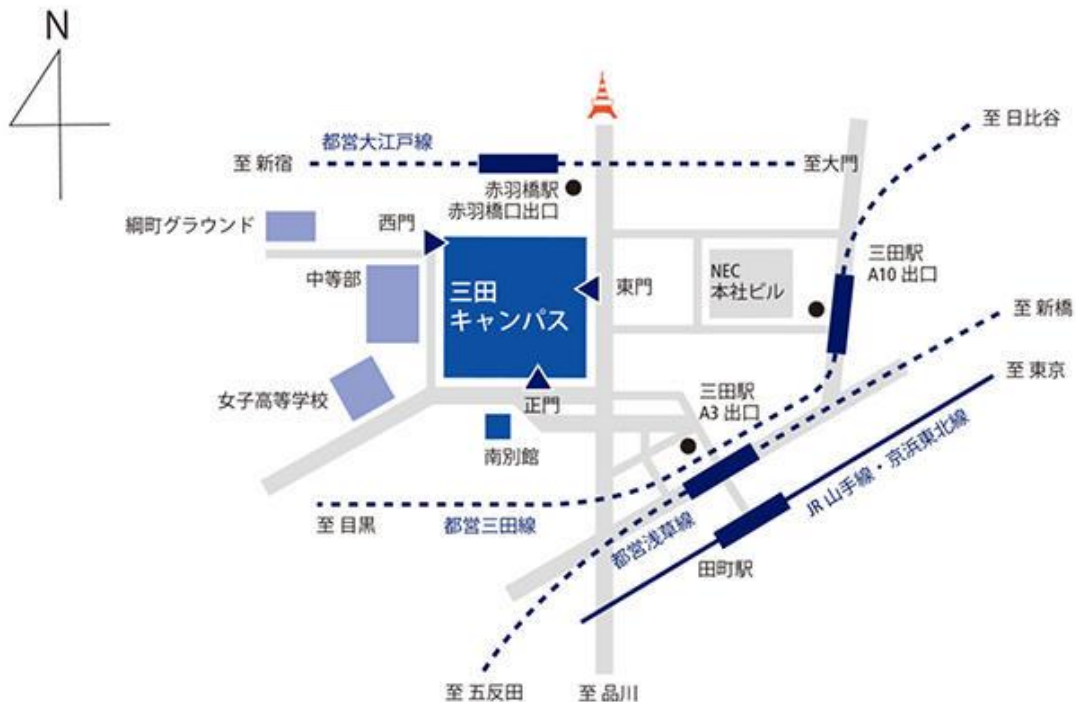 N
至 日比谷
都営大江戸線
至 新宿
至大門
赤羽橋駅
赤羽橋口出口
綱町グラウンド
西門
中等部
三田
キャンパス
東門
NEC
本社ビル
三田駅
A10 出口
至 新橋
至 東京
女子高等学校
正門
三田駅
A3 出口
南別館
JR 山手線・京浜東北線
至 目黒
都営三田線
都営浅草線
田町駅
至 五反田
至 品川